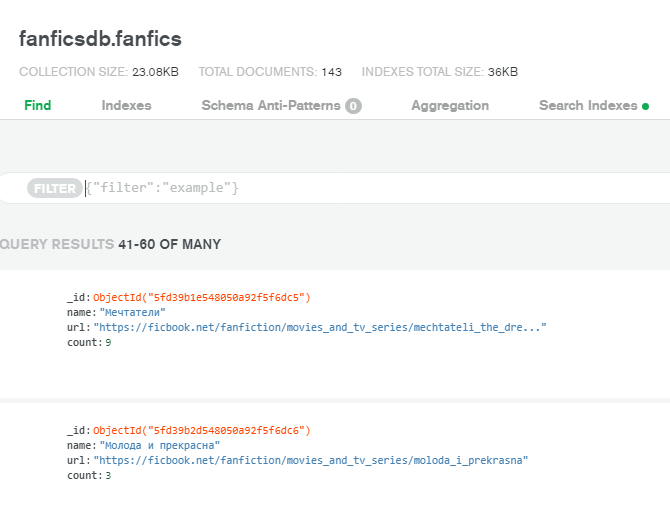 fanficsdb.fanfics
COLLECTION SIZE: 23.08KB TOTAL DOCUMENTS: 143 INDEXES TOTAL SIZE: 36KB
Find Indexes Schema Anti-Patterns 0 Aggregation Search Indexes
FILTER {"filter":"example"}
QUERY RESULTS 41-60 OF MANY
_id: ObjectId("5fd39b1e548050a92f5f6dc5")
name: "Мечтатели"
url: "https://ficbook.net/fanfiction/movies_and_tv_series/mechtateli_the_dre..."
count: 9
_id: ObjectId("5fd39b2d548050a92f5f6dc6")
name: "Молода и прекрасна"
url: "https://ficbook.net/fanfiction/movies_and_tv_series/moloda_i_prekrasna"
count: 3